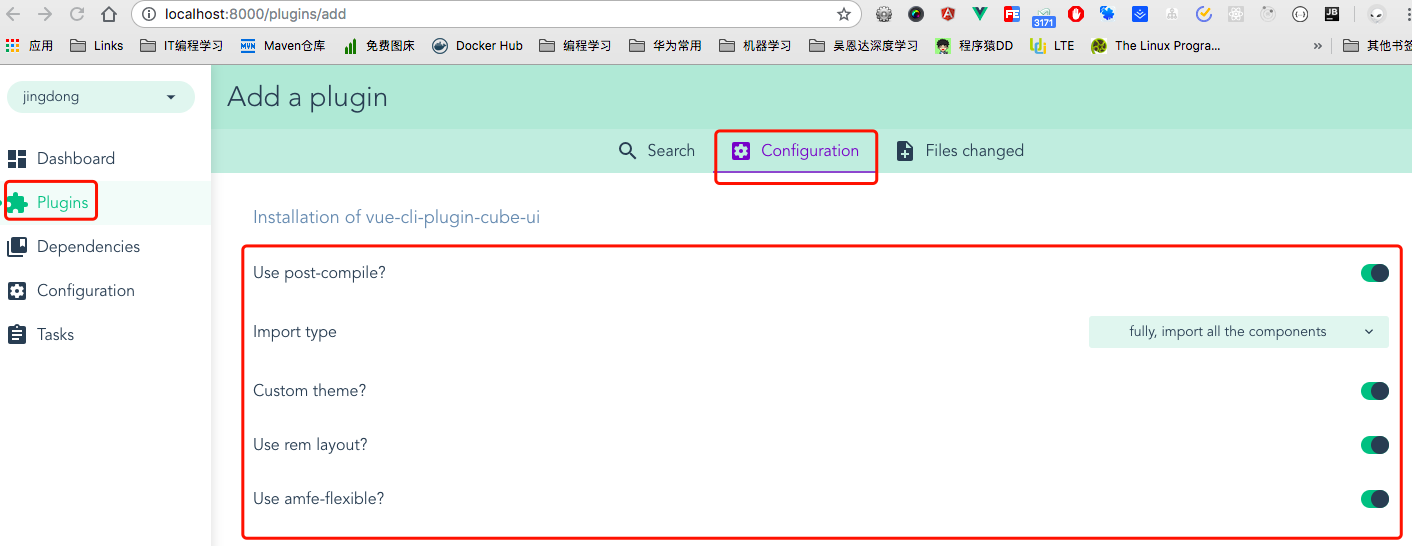 localhost:8000/plugins/add
3171
FE
JB
应用 Links IT编程学习 MVN Maven仓库 免费图床 Docker Hub 编程学习 华为常用 机器学习 吴恩达深度学习 程序猿DD LTE The Linux Progra... » 其他书签
jingdong
Add a plugin
Search Configuration Files changed
Dashboard
Plugins
Dependencies
Configuration
Tasks
Installation of vue-cli-plugin-cube-ui
Use post-compile?
Import type fully, import all the components
Custom theme?
Use rem layout?
Use amfe-flexible?